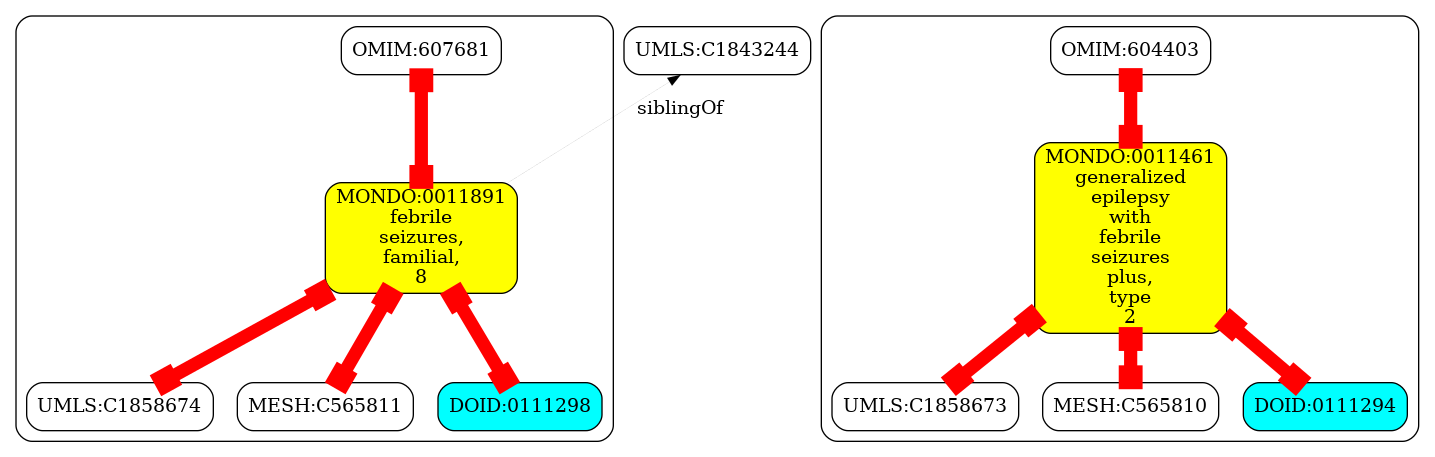 OMIM:607681
UMLS:C1843244
OMIM:604403
siblingOf
MONDO:0011891
febrile
seizures,
familial,
8
MONDO:0011461
generalized
epilepsy
with
febrile
seizures
plus,
type
2
UMLS:C1858674
MESH:C565811
DOID:0111298
UMLS:C1858673
MESH:C565810
DOID:0111294